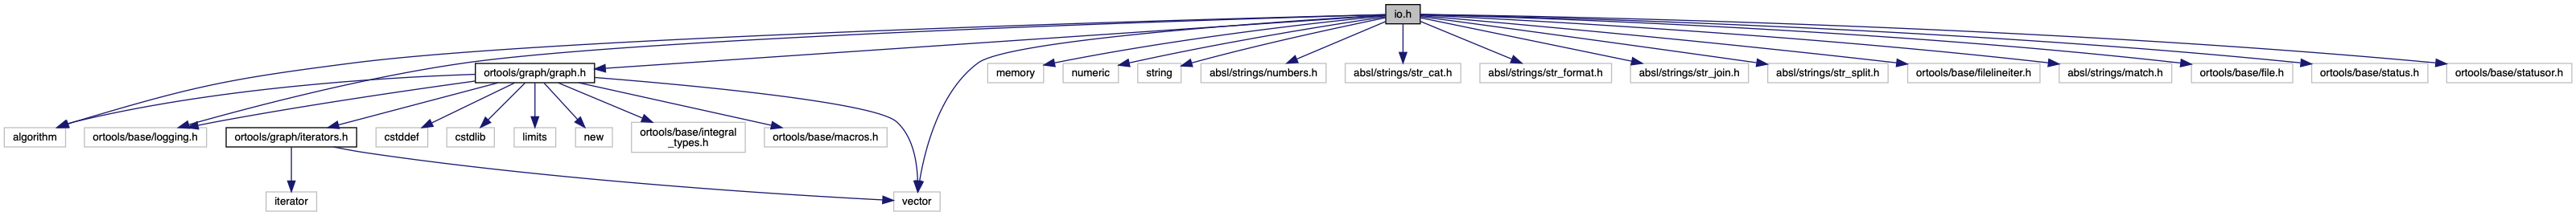 io.h
ortools/graph/graph.h
memory
numeric
string
absl/strings/numbers.h
absl/strings/str_cat.h
absl/strings/str_format.h
absl/strings/str_join.h
absl/strings/str_split.h
ortools/base/filelineiter.h
absl/strings/match.h
ortools/base/file.h
ortools/base/status.h
ortools/base/statusor.h
algorithm
ortools/base/logging.h
ortools/graph/iterators.h
cstddef
cstdlib
limits
new
ortools/base/integral
_types.h
ortools/base/macros.h
iterator
vector